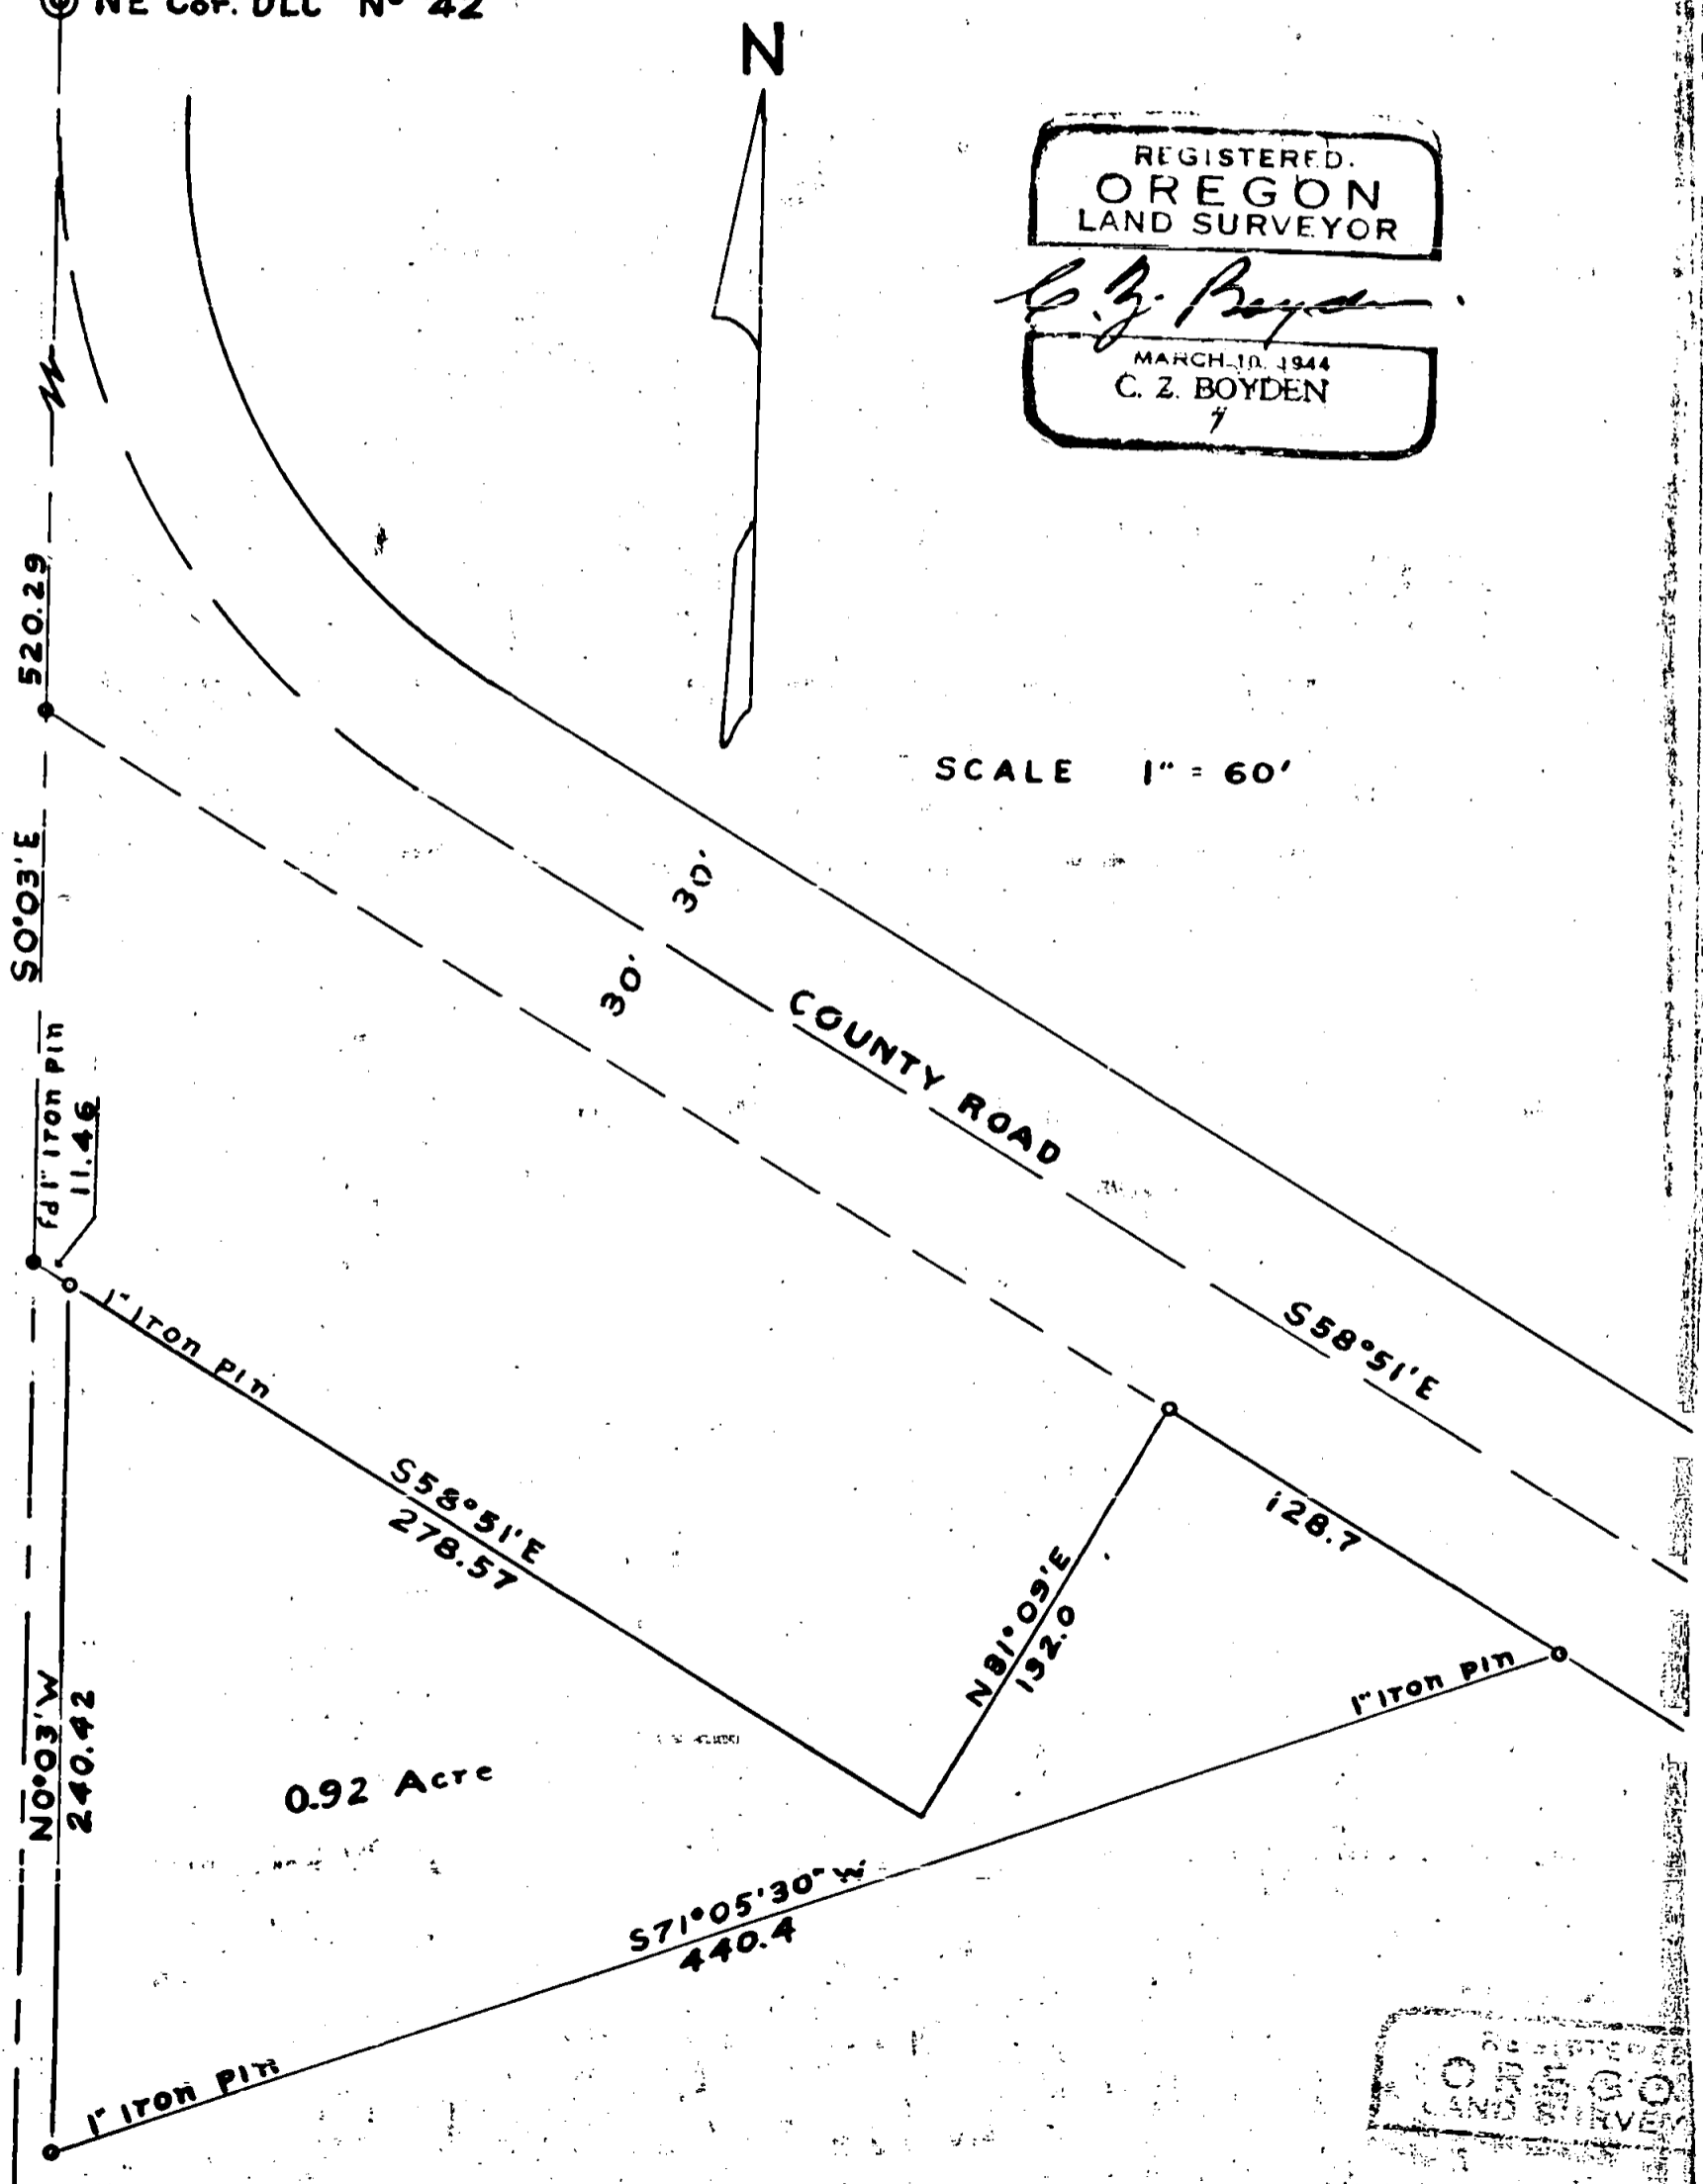 NE Cor. DLC Nº 42
N
REGISTERED
OREGON
LAND SURVEYOR
C. Z. Boyden
MARCH 10, 1944
C. Z. BOYDEN
SCALE 1" = 60'
520.29
S0°03'E
fd 1" Iron Pin
11.46
30'
30'
COUNTY ROAD
S58°51'E
1" Iron Pin
S58°51'E
278.57
128.7
N81°09'E
132.0
1" Iron Pin
N0°03'W
240.42
0.92 Acre
S71°05'30"W
440.4
1" Iron Pin